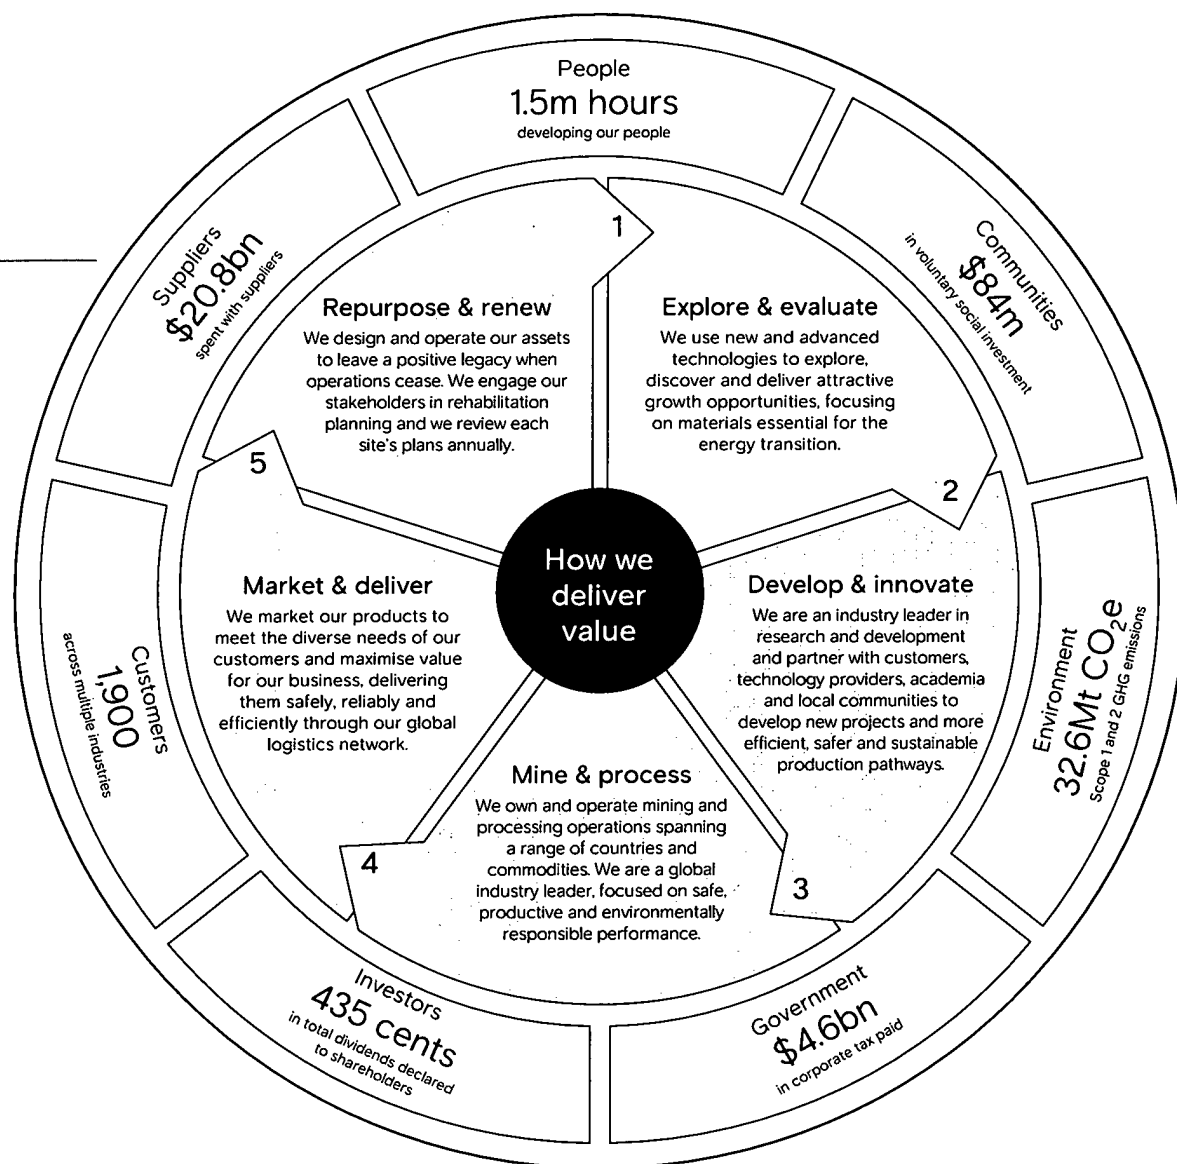 People
1.5m hours
developing our people
Communities
$84m
in voluntary social investment
Environment
32.6Mt CO₂e
Scope 1 and 2 GHG emissions
Government
$4.6bn
in corporate tax paid
Investors
435 cents
in total dividends declared
to shareholders
Customers
1,900
across multiple industries
Suppliers
$20.8bn
spent with suppliers
How we
deliver
value
1
Explore & evaluate
We use new and advanced
technologies to explore,
discover and deliver attractive
growth opportunities, focusing
on materials essential for the
energy transition.
2
Develop & innovate
We are an industry leader in
research and development
and partner with customers,
technology providers, academia
and local communities to
develop new projects and more
efficient, safer and sustainable
production pathways.
3
Mine & process
We own and operate mining and
processing operations spanning
a range of countries and
commodities. We are a global
industry leader, focused on safe,
productive and environmentally
responsible performance.
4
Market & deliver
We market our products to
meet the diverse needs of our
customers and maximise value
for our business, delivering
them safely, reliably and
efficiently through our global
logistics network.
5
Repurpose & renew
We design and operate our assets
to leave a positive legacy when
operations cease. We engage our
stakeholders in rehabilitation
planning and we review each
site's plans annually.